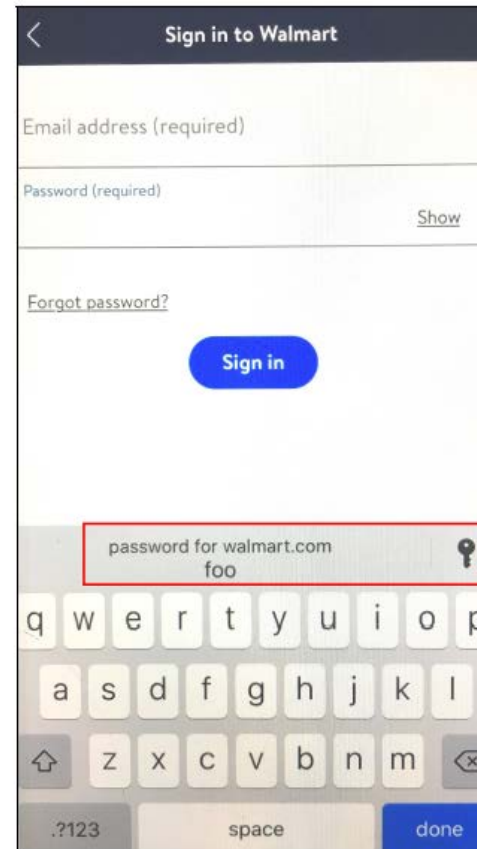 Sign in to Walmart
Email address (required)
Password (required)
Show
Forgot password?
Sign in
password for walmart.com
foo
q w e r t y u i o p
a s d f g h j k l
z x c v b n m
.?123 space done